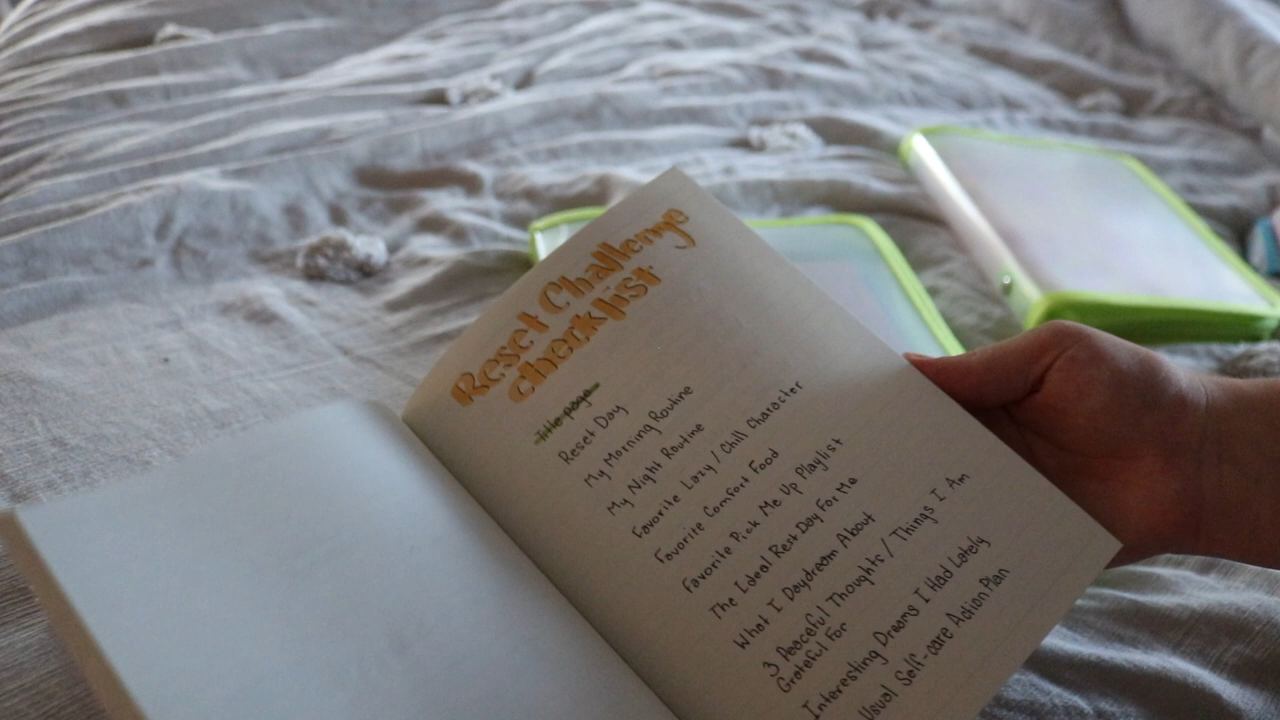 Reset Challenge
checklist
Title page
Reset Day
My Morning Routine
My Night Routine
Favorite Lazy / Chill Character
Favorite Comfort Food
Favorite Pick Me Up Playlist
The Ideal Rest Day For Me
What I Daydream About
3 Peaceful Thoughts / Things I Am
Grateful For
Interesting Dreams I Had Lately
Usual Self-care Action Plan